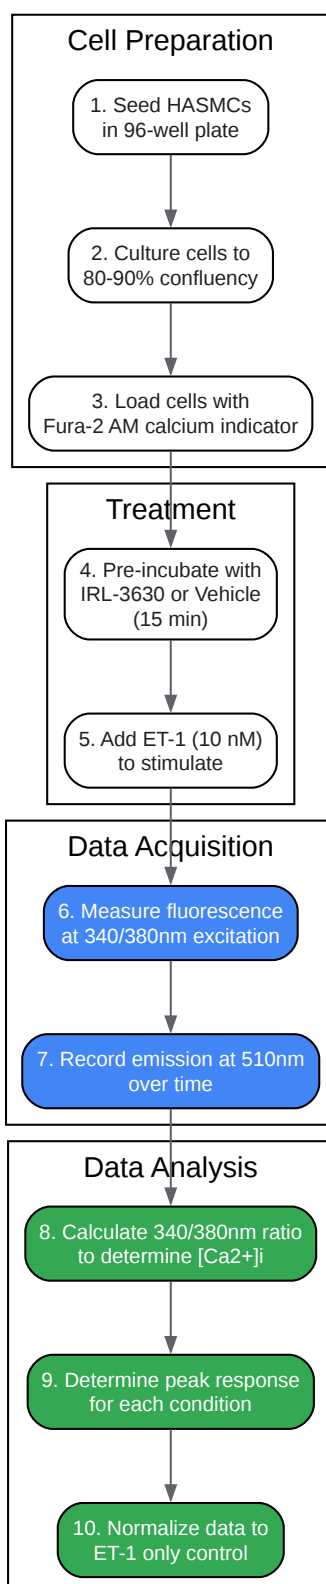 Cell Preparation
1. Seed HASMCs
in 96-well plate
2. Culture cells to
80-90% confluency
3. Load cells with
Fura-2 AM calcium indicator
Treatment
4. Pre-incubate with
IRL-3630 or Vehicle
(15 min)
5. Add ET-1 (10 nM)
to stimulate
Data Acquisition
6. Measure fluorescence
at 340/380nm excitation
7. Record emission at 510nm
over time
Data Analysis
8. Calculate 340/380nm ratio
to determine [Ca2+]i
9. Determine peak response
for each condition
10. Normalize data to
ET-1 only control